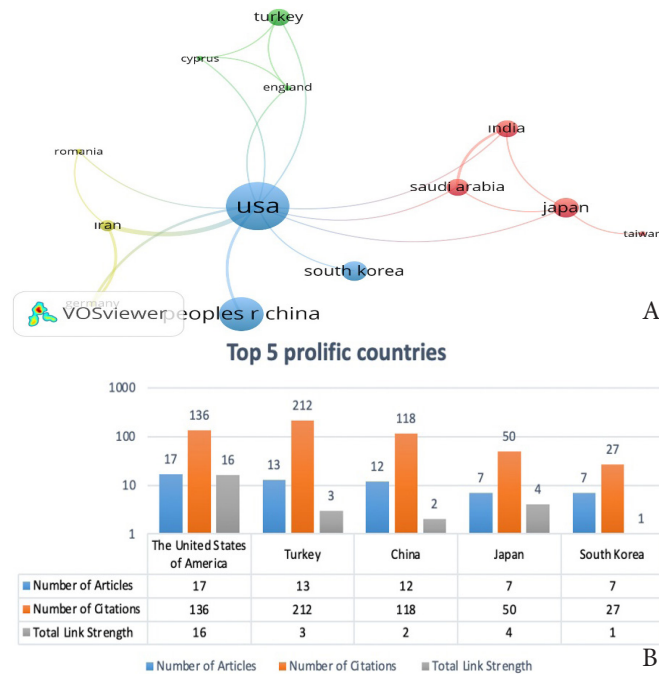 turkey
cyprus
england
romania
india
saudi arabia
usa
japan
iran
taiwan
south korea
germany
VOSviewer
peoples r china
A
Top 5 prolific countries
1000
212
136
118
100
50
27
17
16
13
12
10
7
7
4
3
2
1
1
The United States of America Turkey China Japan South Korea
Number of Articles 17 13 12 7 7
Number of Citations 136 212 118 50 27
Total Link Strength 16 3 2 4 1
Number of Articles Number of Citations Total Link Strength
B